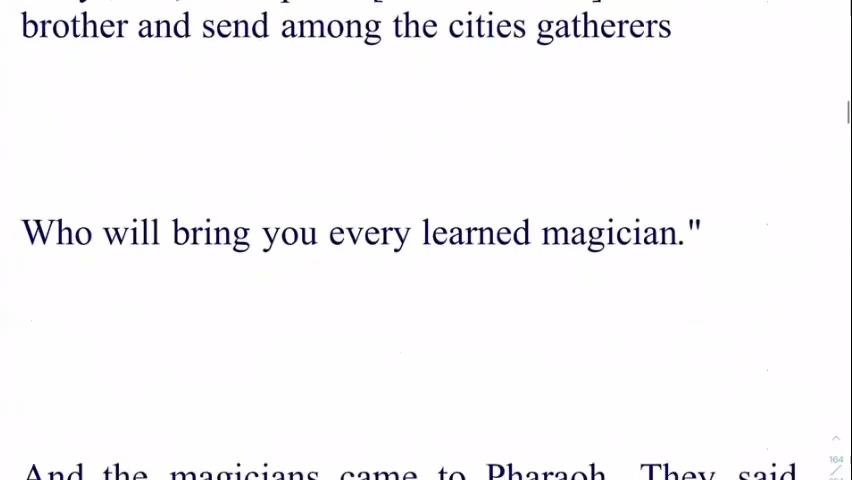 brother and send among the cities gatherers
Who will bring you every learned magician."
And the magicians came to Pharaoh. They said
164